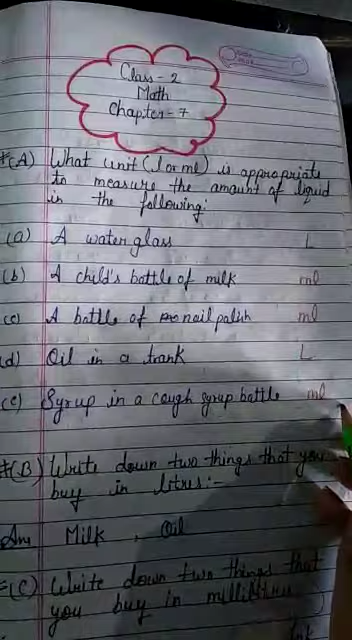 Class - 2
Math
Chapter - 7
*(A) What unit (l or ml) is appropriate
to measure the amount of liquid
in the following:
(a) A water glass L
(b) A child's bottle of milk ml
(c) A bottle of nail polish ml
(d) Oil in a trank L
(e) Syrup in a cough syrup bottle ml
*(B) Write down two things that you
buy in litres:-
Ans Milk , Oil
*(C) Write down two things that
you buy in